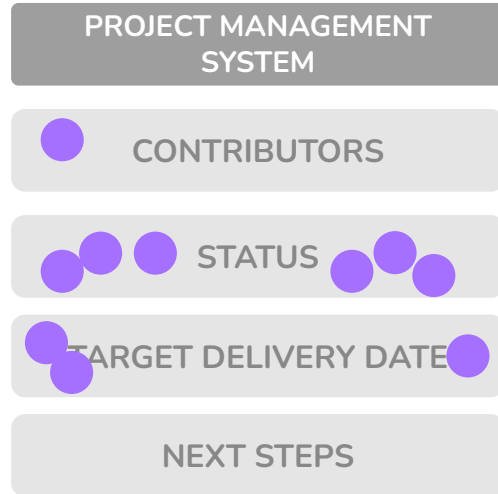 PROJECT MANAGEMENT
SYSTEM
CONTRIBUTORS
STATUS
TARGET DELIVERY DATE
NEXT STEPS